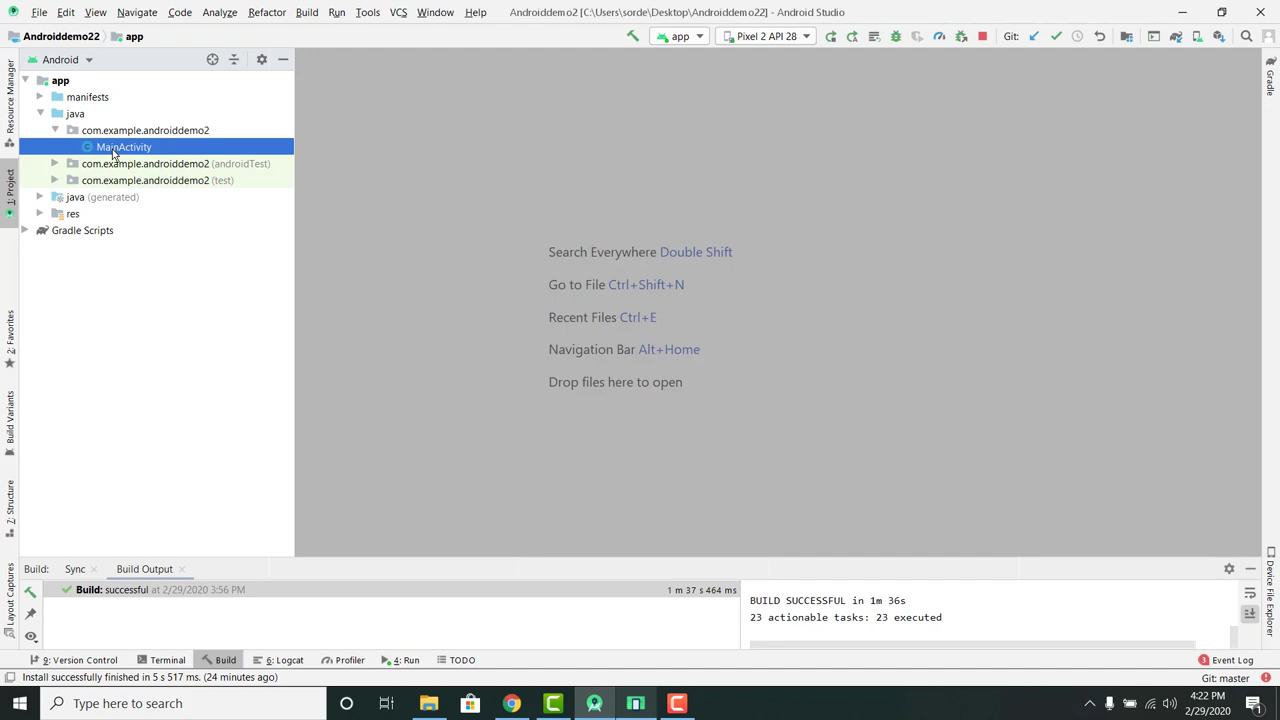 File Edit View Navigate Code Analyze Refactor Build Run Tools VCS Window Help Androiddemo2 [C:\Users\sorde\Desktop\Androiddemo22] - Android Studio
Androiddemo22 app
app Pixel 2 API 28 Git:
Android
app
manifests
java
com.example.androiddemo2
MainActivity
com.example.androiddemo2 (androidTest)
com.example.androiddemo2 (test)
java (generated)
res
Gradle Scripts
Resource Manager
1: Project
2: Favorites
Build Variants
7: Structure
Layout Captures
Search Everywhere Double Shift
Go to File Ctrl+Shift+N
Recent Files Ctrl+E
Navigation Bar Alt+Home
Drop files here to open
Gradle
Device File Explorer
Build: Sync Build Output
Build: successful at 2/29/2020 3:56 PM 1 m 37 s 464 ms
BUILD SUCCESSFUL in 1m 36s
23 actionable tasks: 23 executed
9: Version Control Terminal Build 6: Logcat Profiler 4: Run TODO 3 Event Log
Install successfully finished in 5 s 517 ms. (24 minutes ago) Git: master
Type here to search
4:22 PM
2/29/2020
1